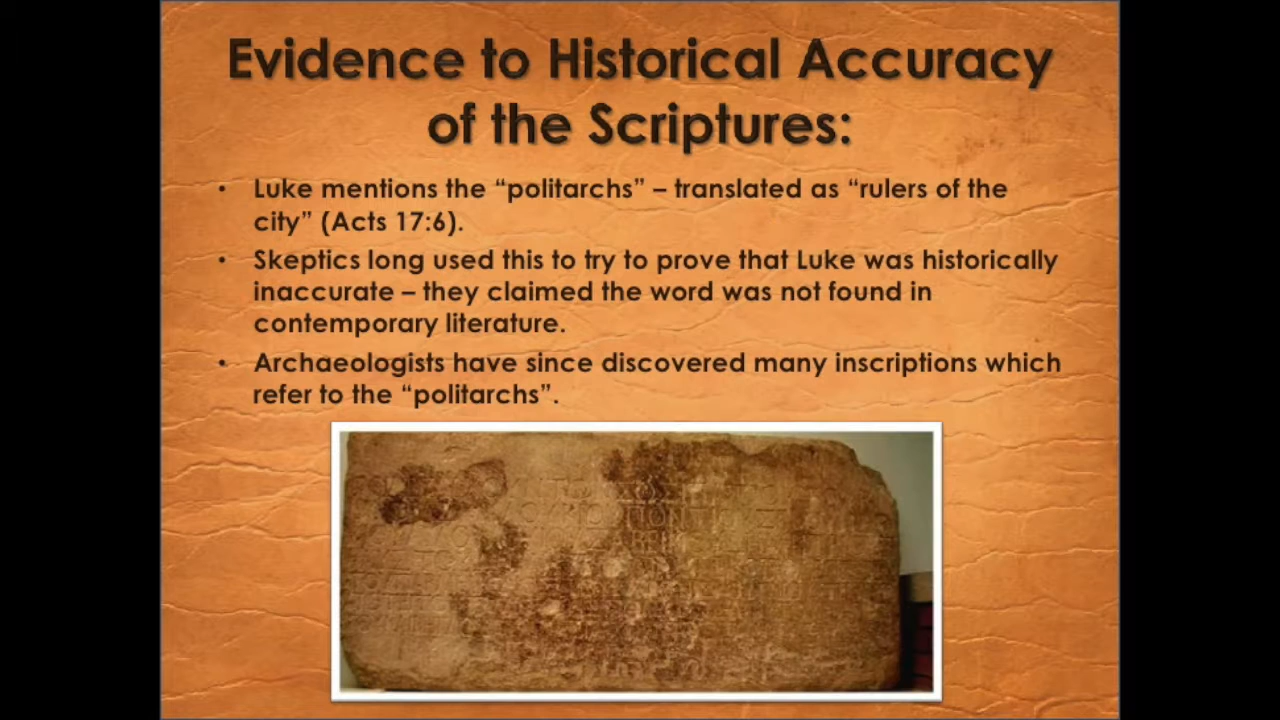 Evidence to Historical Accuracy
of the Scriptures:
• Luke mentions the “politarchs” – translated as “rulers of the
city” (Acts 17:6).
• Skeptics long used this to try to prove that Luke was historically
inaccurate – they claimed the word was not found in
contemporary literature.
• Archaeologists have since discovered many inscriptions which
refer to the “politarchs”.